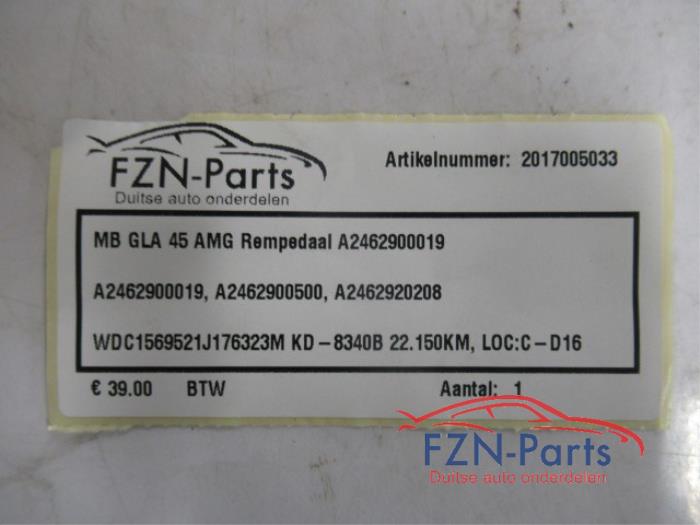 FZN-Parts
Duitse auto onderdelen
Artikelnummer: 2017005033
MB GLA 45 AMG Rempedaal A2462900019
A2462900019, A2462900500, A2462920208
WDC1569521J176323M KD-8340B 22.150KM, LOC:C-D16
€ 39.00 BTW Aantal: 1
FZN-Parts
Duitse auto onderdelen